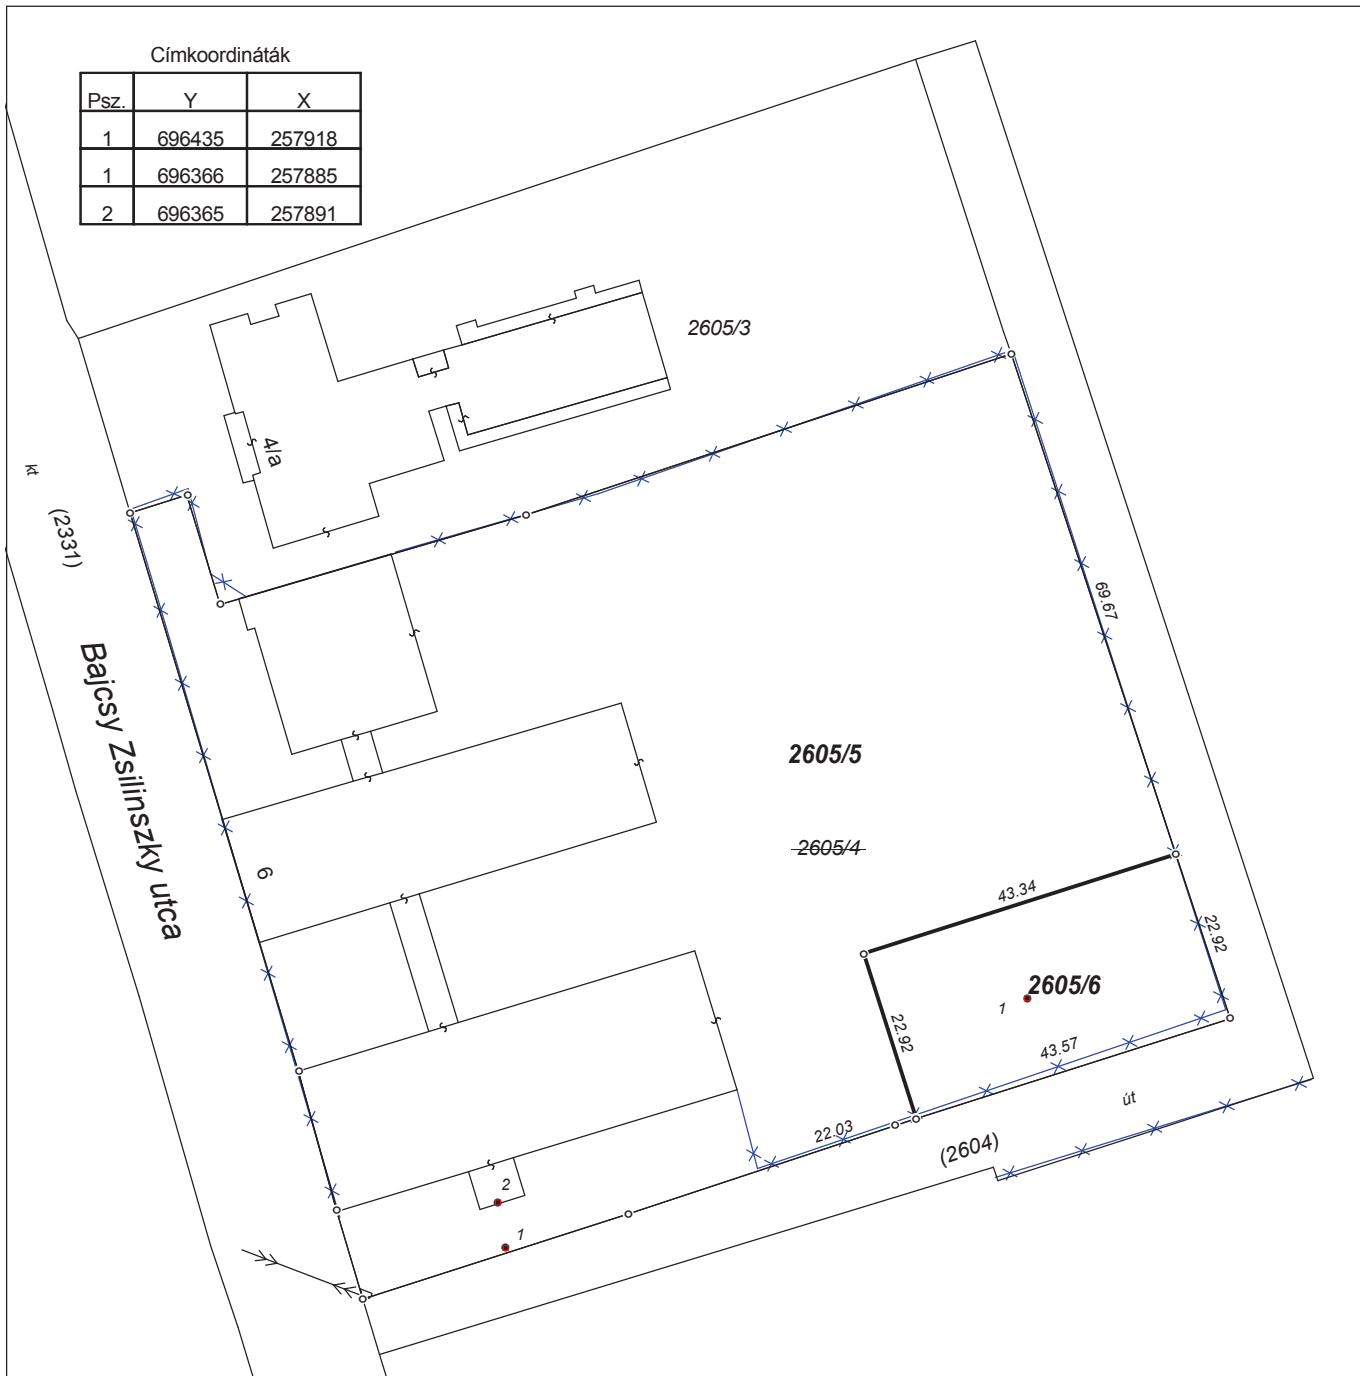 Címkoordináták
Psz. Y X
1 696435 257918
1 696366 257885
2 696365 257891
2605/3
4/a
kt
(2331)
69.67
Bajcsy Zsilinszky utca
2605/5
2605/4
6
43.34
22.92
2605/6
1
22.92
43.57
út
22.03
(2604)
2
1